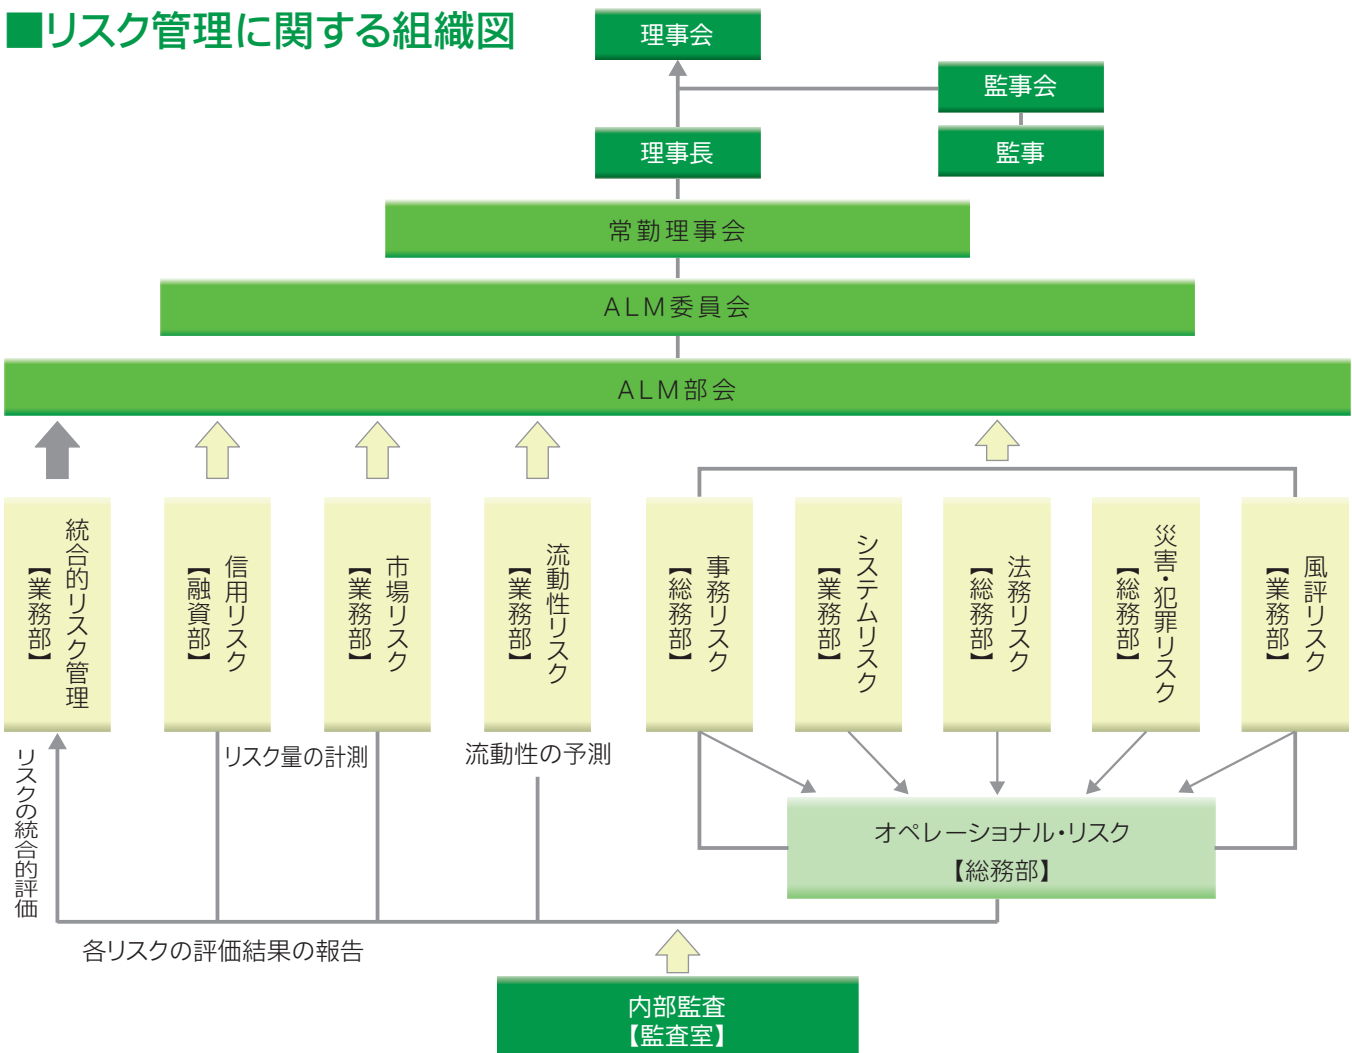 ■リスク管理に関する組織図
理事会
監事会
理事長
監事
常勤理事会
ALM委員会
ALM部会
統合的リスク管理
【業務部】
信用リスク
【融資部】
市場リスク
【業務部】
流動性リスク
【業務部】
事務リスク
【総務部】
システムリスク
【業務部】
法務リスク
【総務部】
災害・犯罪リスク
【総務部】
風評リスク
【業務部】
リスクの統合的評価
リスク量の計測
流動性の予測
オペレーショナル・リスク
【総務部】
各リスクの評価結果の報告
内部監査
【監査室】